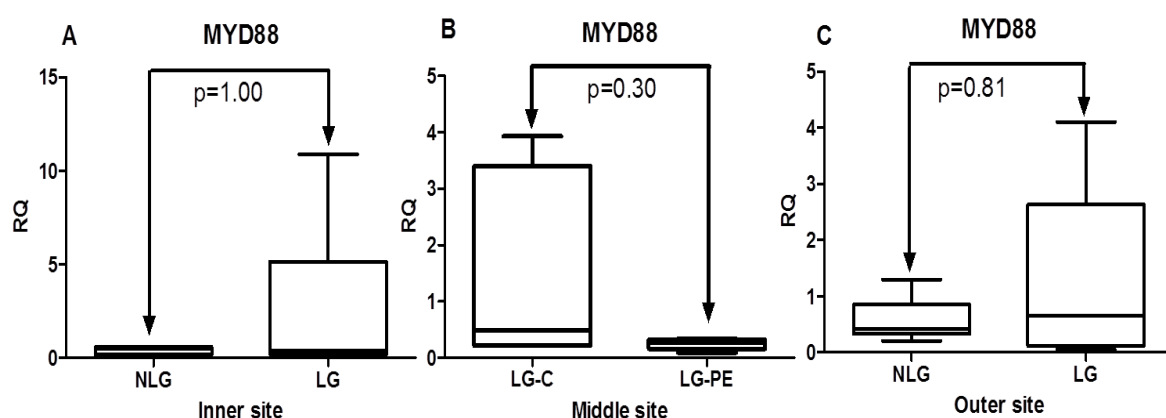 A
MYD88
p=1.00
15
10
5
0
RQ
NLG
LG
Inner site
B
MYD88
p=0.30
5
4
3
2
1
0
RQ
LG-C
LG-PE
Middle site
C
MYD88
p=0.81
5
4
3
2
1
0
RQ
NLG
LG
Outer site